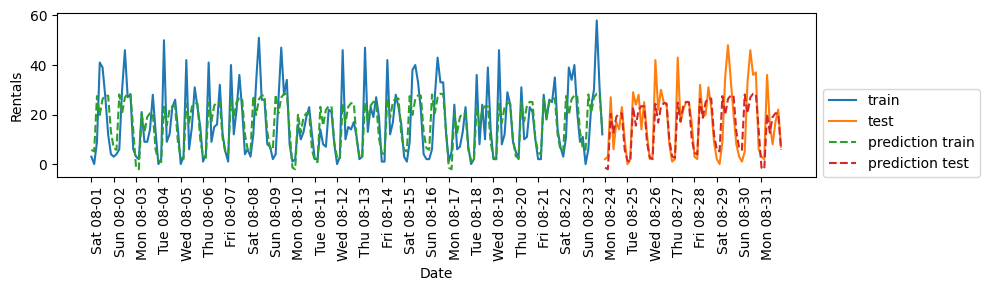 60
40
20
0
Rentals
Sat 08-01
Sun 08-02
Mon 08-03
Tue 08-04
Wed 08-05
Thu 08-06
Fri 08-07
Sat 08-08
Sun 08-09
Mon 08-10
Tue 08-11
Wed 08-12
Thu 08-13
Fri 08-14
Sat 08-15
Sun 08-16
Mon 08-17
Tue 08-18
Wed 08-19
Thu 08-20
Fri 08-21
Sat 08-22
Sun 08-23
Mon 08-24
Tue 08-25
Wed 08-26
Thu 08-27
Fri 08-28
Sat 08-29
Sun 08-30
Mon 08-31
Date
train
test
prediction train
prediction test